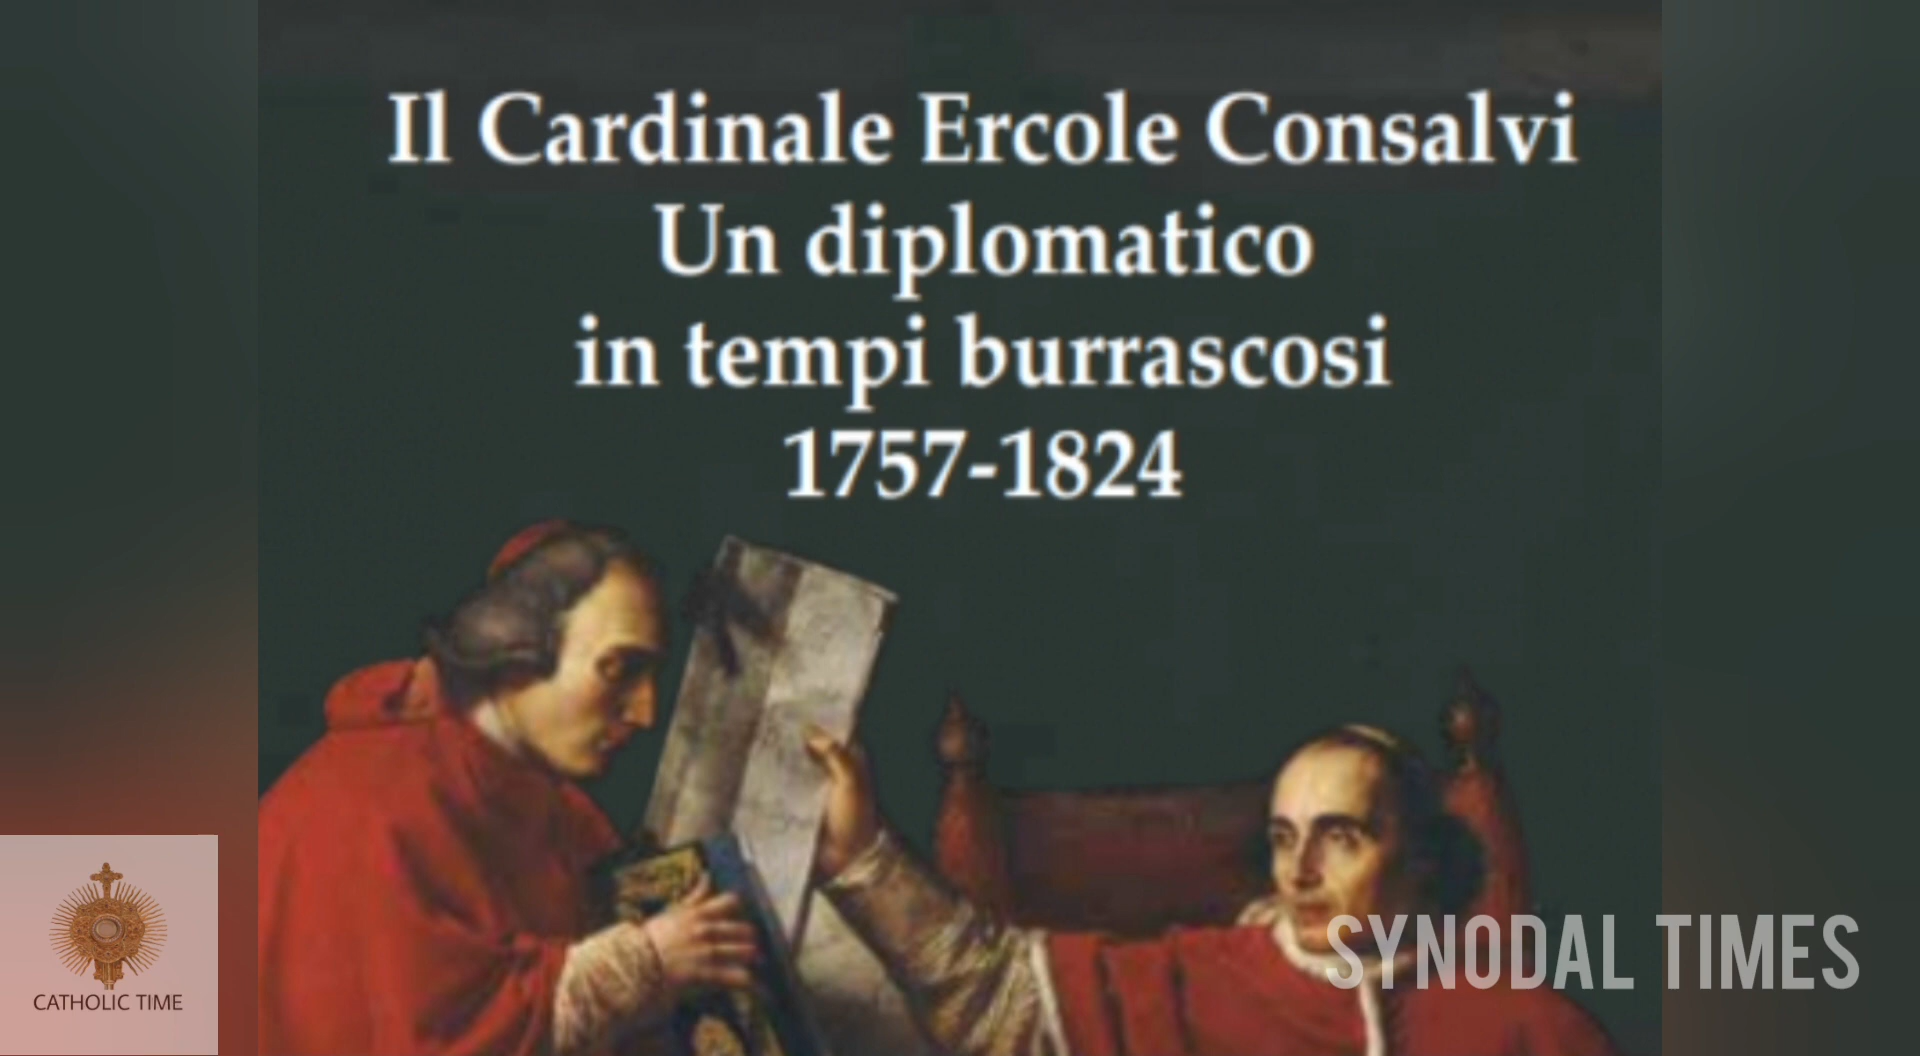 Il Cardinale Ercole Consalvi
Un diplomatico
in tempi burrascosi
1757-1824
SYNODAL TIMES
CATHOLIC TIME